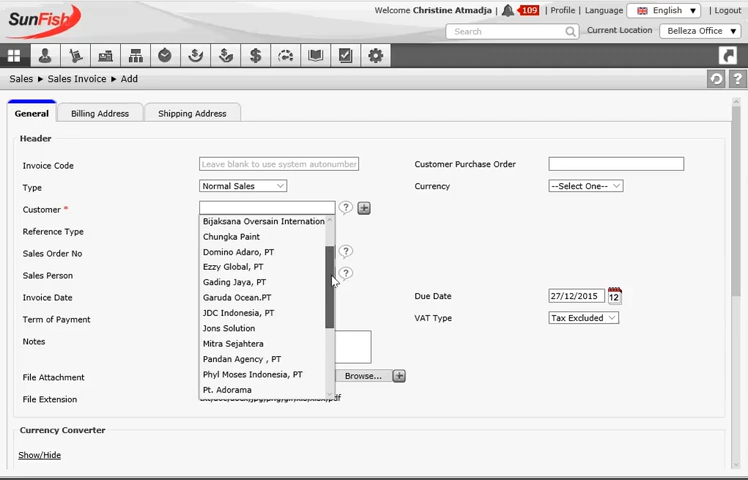 SunFish
Welcome Christine Atmadja 109 Profile Language English ▼ Logout
Search Current Location Belleza Office ▼
Sales ▶ Sales Invoice ▶ Add
General Billing Address Shipping Address
Header
Invoice Code Leave blank to use system autonumber Customer Purchase Order
Type Normal Sales Currency --Select One--
Customer *
Bijaksana Oversain Internation
Reference Type
Chungka Paint
Sales Order No Domino Adaro, PT
Ezzy Global, PT
Sales Person
Gading Jaya, PT
Invoice Date Garuda Ocean.PT Due Date 27/12/2015 12
Term of Payment JDC Indonesia, PT VAT Type Tax Excluded
Jons Solution
Notes Mitra Sejahtera
Pandan Agency , PT
File Attachment Phyl Moses Indonesia, PT Browse...
Pt. Adorama
File Extension
Currency Converter
Show/Hide